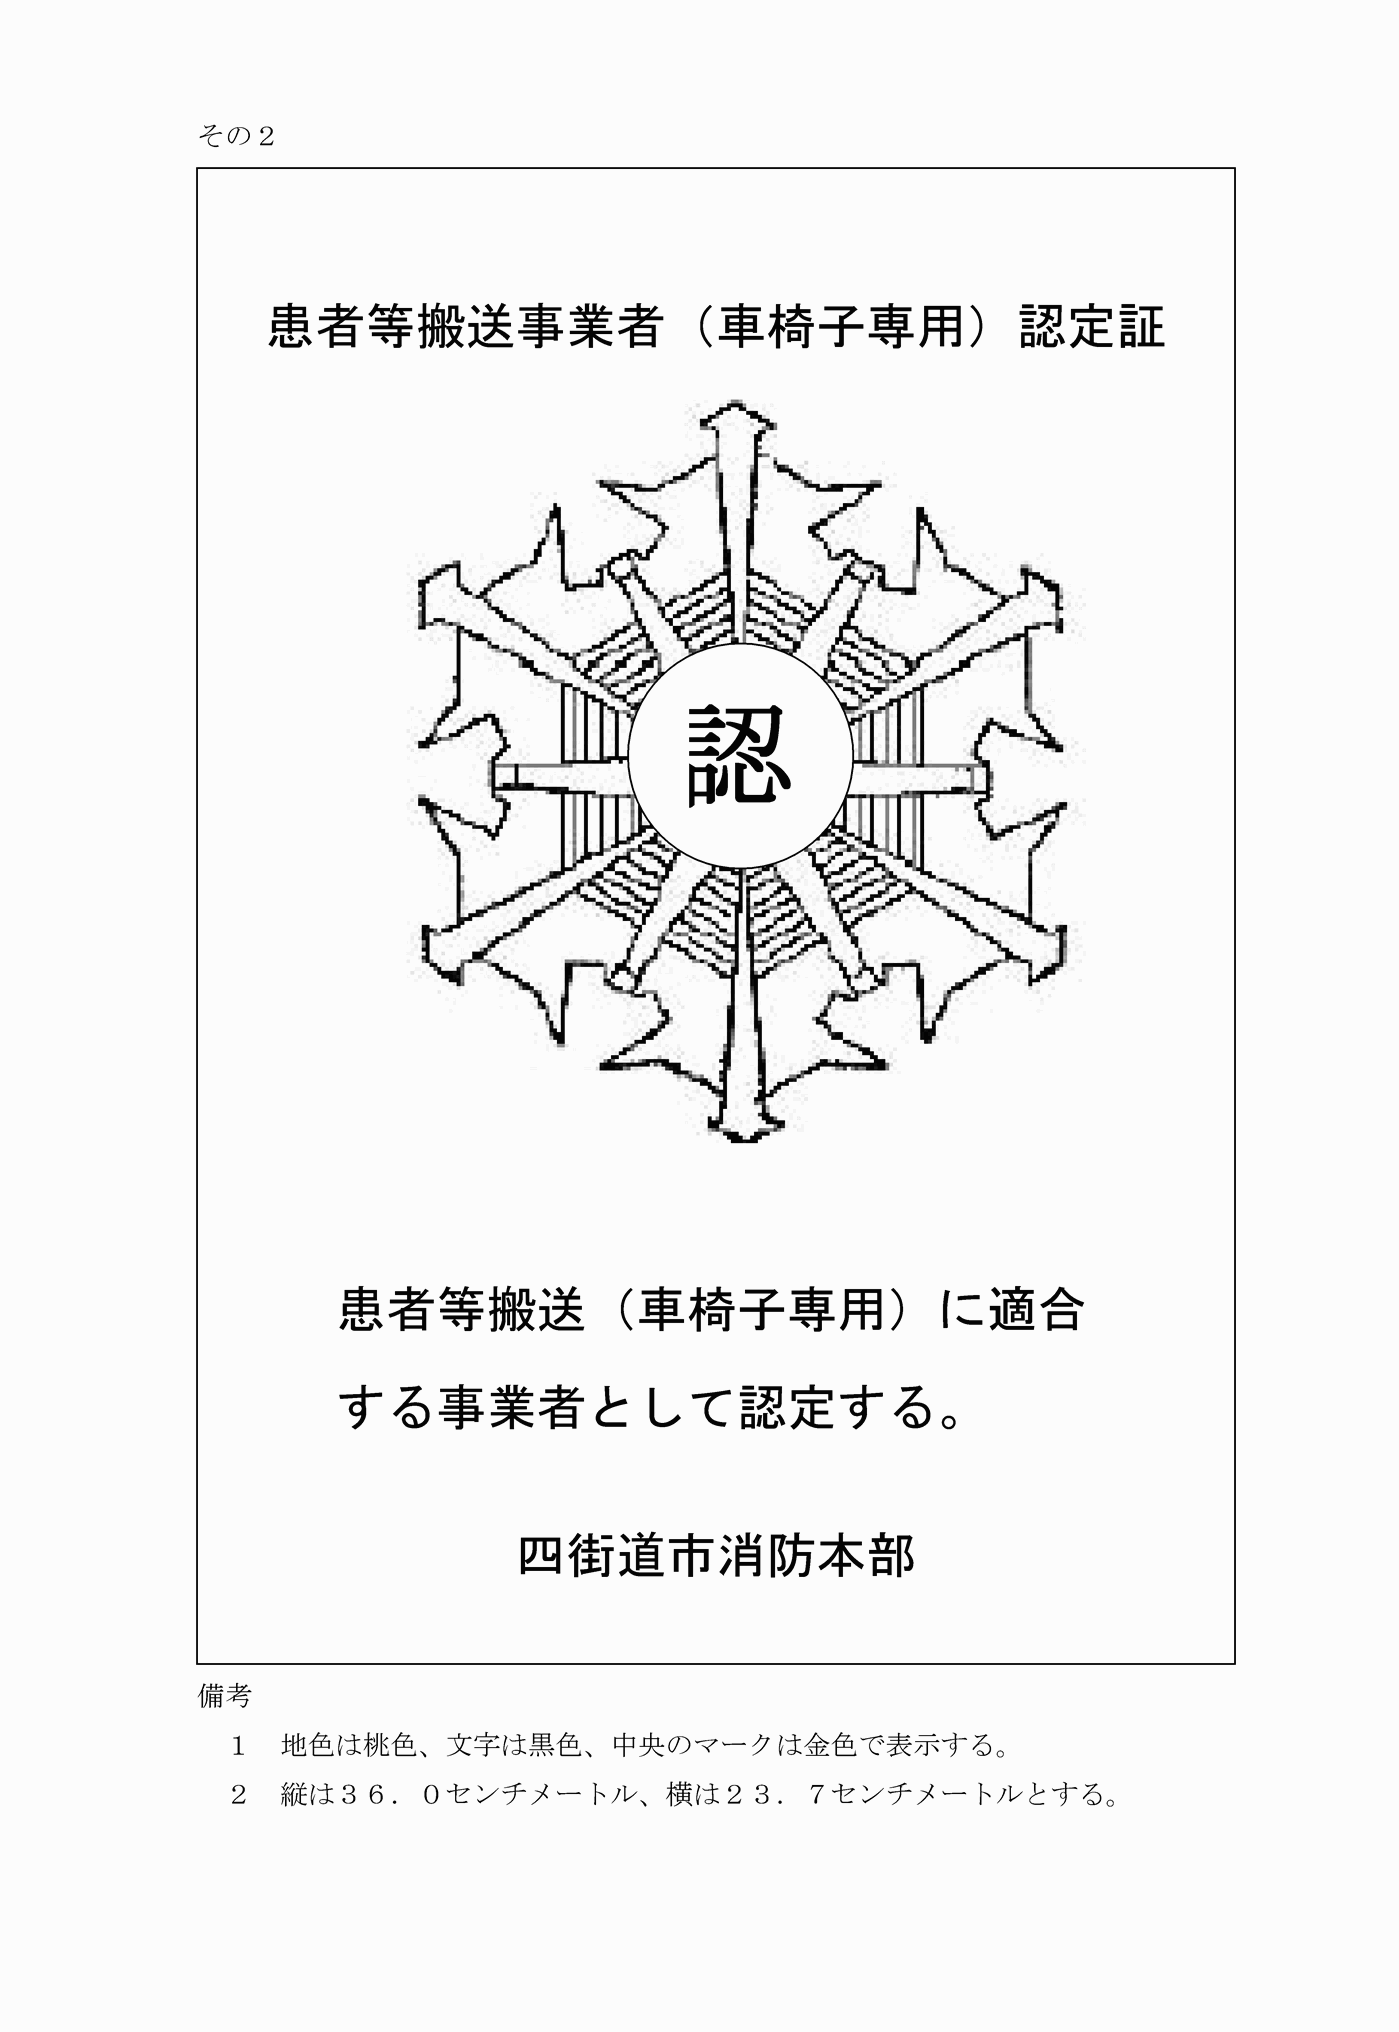 その２
患者等搬送事業者（車椅子専用）認定証
認
患者等搬送（車椅子専用）に適合
する事業者として認定する。
四街道市消防本部
備考
１　地色は桃色、文字は黒色、中央のマークは金色で表示する。
２　縦は３６．０センチメートル、横は２３．７センチメートルとする。